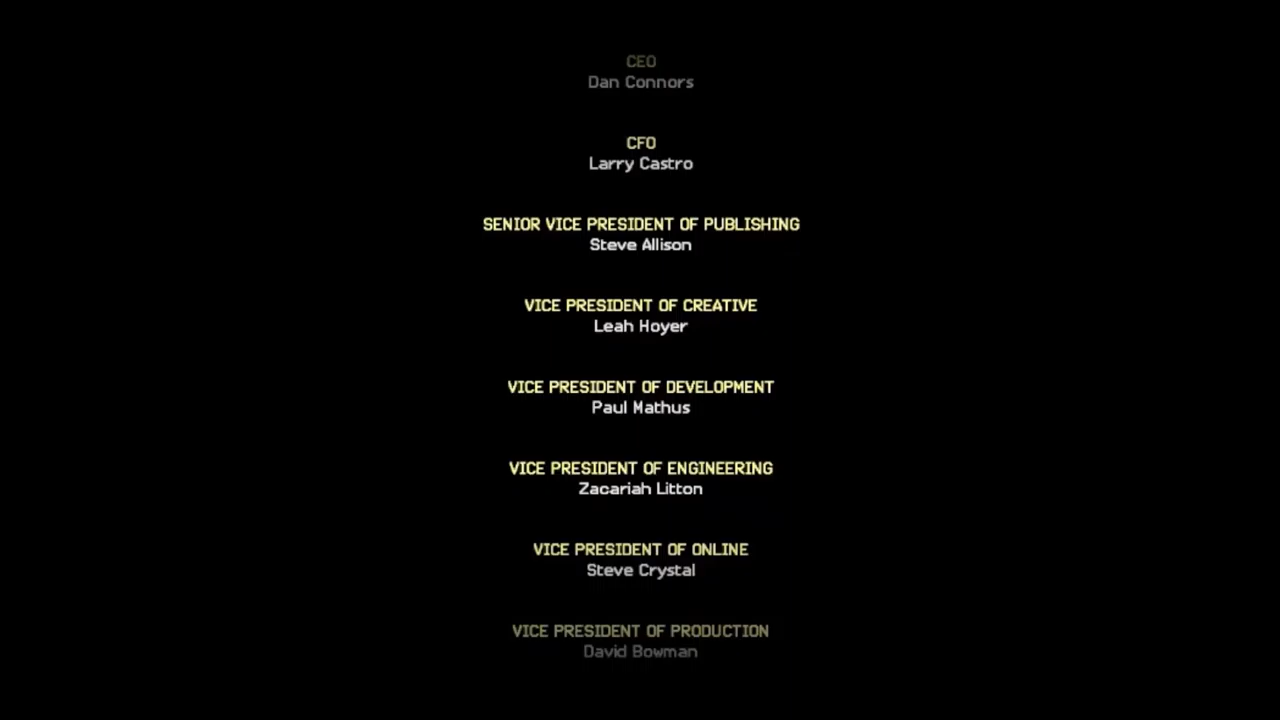 CEO
Dan Connors
CFO
Larry Castro
SENIOR VICE PRESIDENT OF PUBLISHING
Steve Allison
VICE PRESIDENT OF CREATIVE
Leah Hoyer
VICE PRESIDENT OF DEVELOPMENT
Paul Mathus
VICE PRESIDENT OF ENGINEERING
Zacariah Litton
VICE PRESIDENT OF ONLINE
Steve Crystal
VICE PRESIDENT OF PRODUCTION
David Bowman